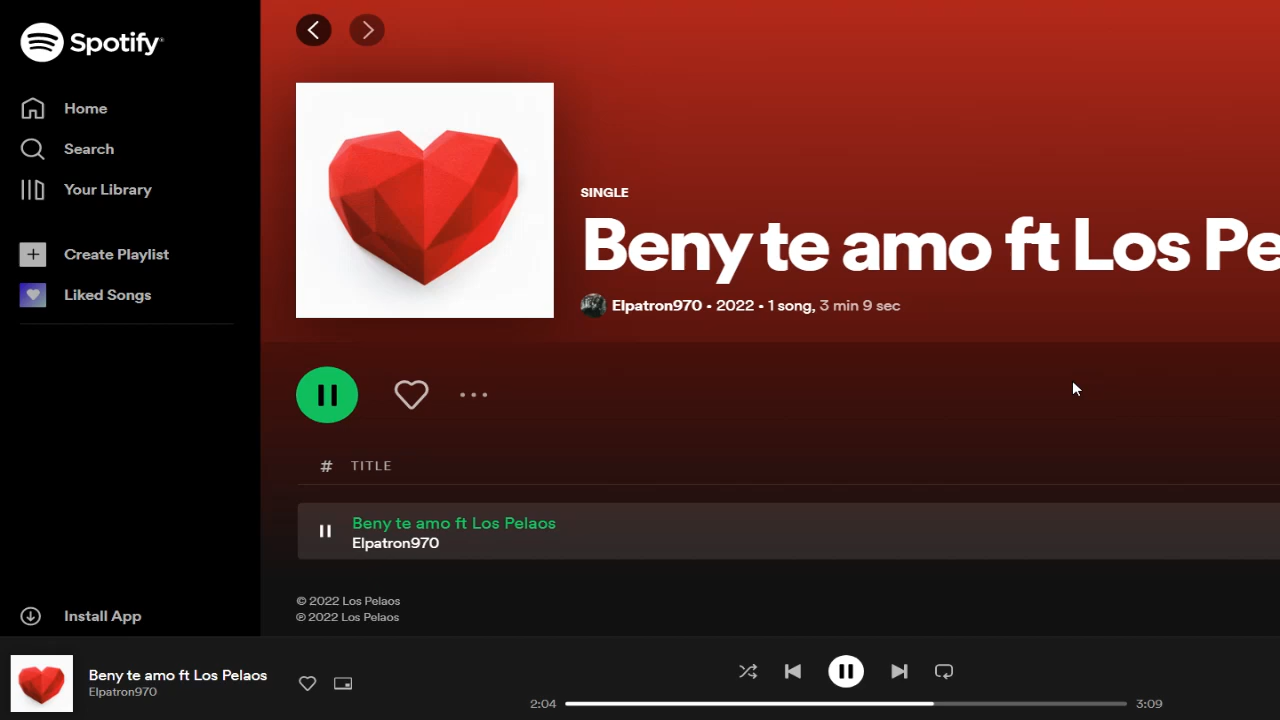 Spotify
Home
Search
Your Library
Create Playlist
Liked Songs
Install App
SINGLE
Beny te amo ft Los Pe
Elpatron970 • 2022 • 1 song, 3 min 9 sec
# TITLE
Beny te amo ft Los Pelaos
Elpatron970
© 2022 Los Pelaos
℗ 2022 Los Pelaos
Beny te amo ft Los Pelaos
Elpatron970
2:04
3:09